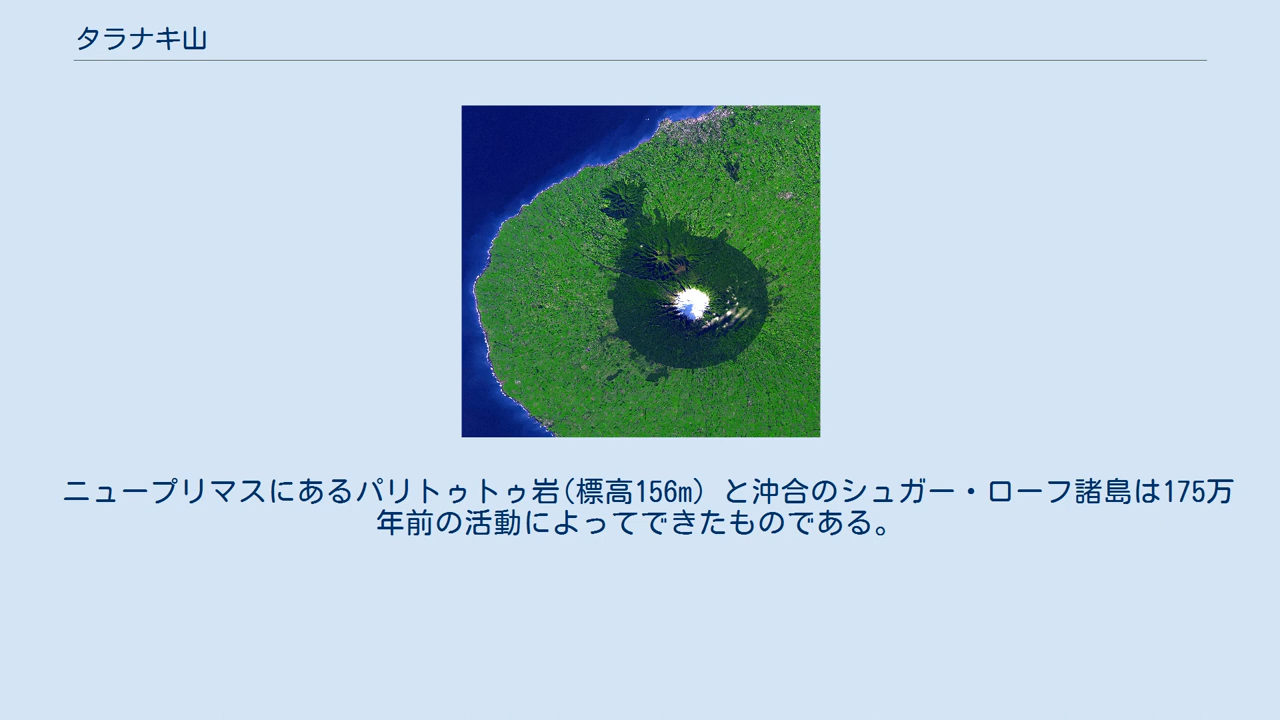 タラナキ山
ニュープリマスにあるパリトゥトゥ岩(標高156m) と沖合のシュガー・ローフ諸島は175万
年前の活動によってできたものである。